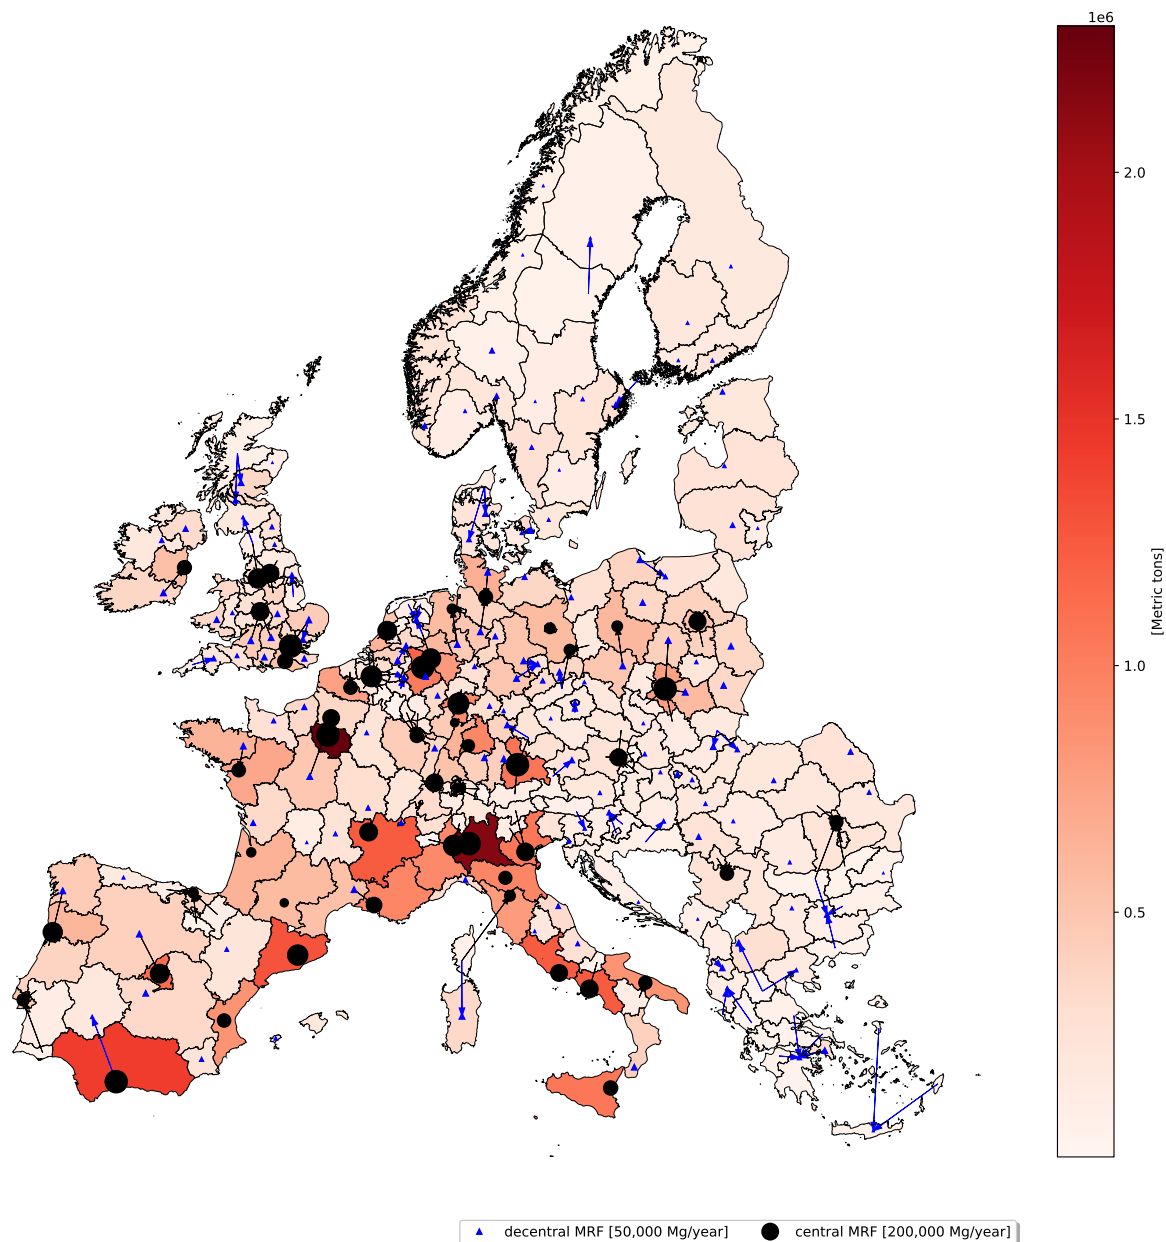 1e6
2.0
1.5
1.0
0.5
[Metric tons]
decentral MRF [50,000 Mg/year]
central MRF [200,000 Mg/year]